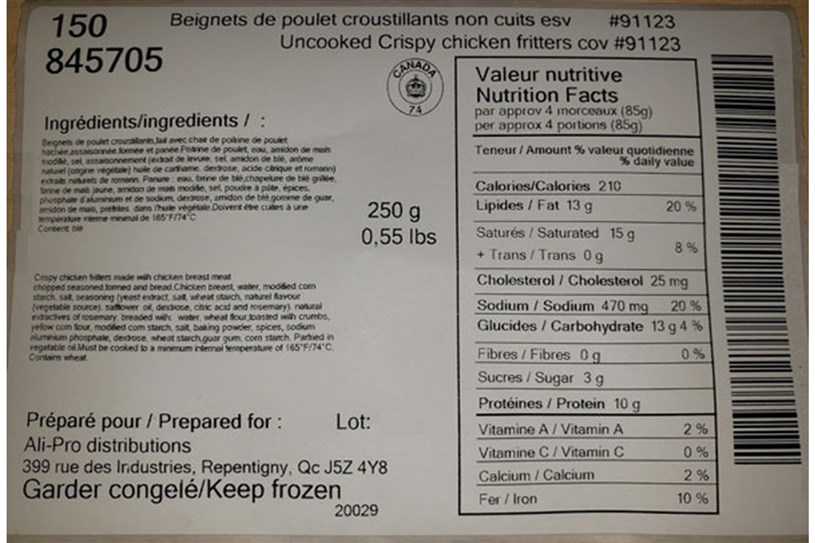 150
845705
Beignets de poulet croustillants non cuits esv #91123
Uncooked Crispy chicken fritters cov #91123
CANADA
74
Ingrédients/ingredients / :
Beignets de poulet croustillants,fait avec chair de poitrine de poulet
hachée,assaisonnée,formée et panée Poitrine de poulet, eau, amidon de maïs
modifié, sel, assaisonnement (extrait de levure, sel, amidon de blé, arôme
naturel (origine végétale) huile de carthame, dextrose, acide citrique et romarin)
extraits naturels de romarin. Panure : eau, farine de blé,chapelure de blé grillée,
farine de maïs jaune, amidon de maïs modifié, sel, poudre à pâte, épices,
phosphate d'aluminium et de sodium, dextrose, amidon de blé,gomme de guar,
amidon de maïs, préfrites dans l'huile végétale.Doivent être cuites à une
température interne minimal de 165°F/74°C
Contient blé
250 g
0,55 lbs
Crispy chicken fritters made with chicken breast meat
chopped,seasoned,formed and bread.Chicken breast, water, modified corn
starch, salt, seasoning (yeast extract, salt, wheat starch, naturel flavour
(vegetable source), safflower oil, dextrose, citric acid and rosemary), natural
extractives of rosemary, breaded with: water, wheat flour,toasted with crumbs,
yellow corn flour, modified corn starch, salt, baking powder, spices, sodium
aluminium phosphate, dextrose, wheat starch,guar gum, corn starch. Parfried in
vegetable oil.Must be cooked to a minimum internal temperature of 165°F/74°C.
Contains wheat.
Préparé pour / Prepared for : Lot:
Ali-Pro distributions
399 rue des Industries, Repentigny, Qc J5Z 4Y8
Garder congelé/Keep frozen
20029
Valeur nutritive
Nutrition Facts
par approv 4 morceaux (85g)
per approx 4 portions (85g)
Teneur / Amount % valeur quotidienne
% daily value
Calories/Calories 210
Lipides / Fat 13 g 20 %
Saturés / Saturated 15 g
+ Trans / Trans 0 g 8 %
Cholesterol / Cholesterol 25 mg
Sodium / Sodium 470 mg 20 %
Glucides / Carbohydrate 13 g 4 %
Fibres / Fibres 0 g 0 %
Sucres / Sugar 3 g
Protéines / Protein 10 g
Vitamine A / Vitamin A 2 %
Vitamine C / Vitamin C 0 %
Calcium / Calcium 2 %
Fer / Iron 10 %